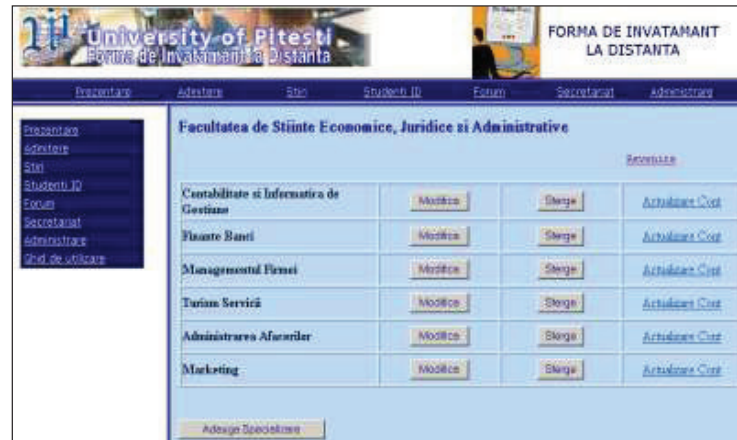 University of Pitesti
Forma de Invatamant la Distanta
FORMA DE INVATAMANT
LA DISTANTA
Prezentare Admitere Stiri Studenti ID Forum Secretariat Administrare
Prezentare
Admitere
Stiri
Studenti ID
Forum
Secretariat
Administrare
Ghid de utilizare
Facultatea de Stiinte Economice, Juridice si Administrative
Contabilitate si Informatica de
Gestiune
Modifica Sterge Actualizare Cont
Finante Banci Modifica Sterge Actualizare Cont
Managementul Firmei Modifica Sterge Actualizare Cont
Turism Servicii Modifica Sterge Actualizare Cont
Administrarea Afacerilor Modifica Sterge Actualizare Cont
Marketing Modifica Sterge Actualizare Cont
Adauga Specializare